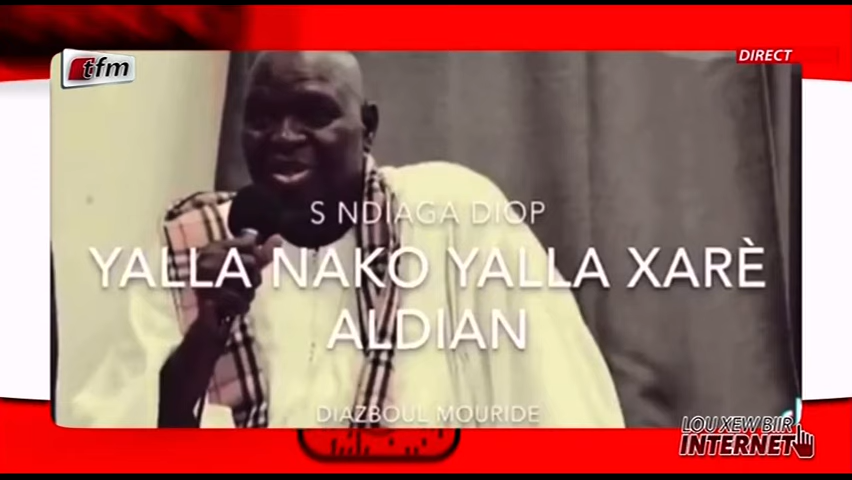 tfm
DIRECT
S NDIAGA DIOP
YALLA NAKO YALLA XARÈ
ALDIAN
DIAZBOUL MOURIDE
LOU XEW BIIR
INTERNET